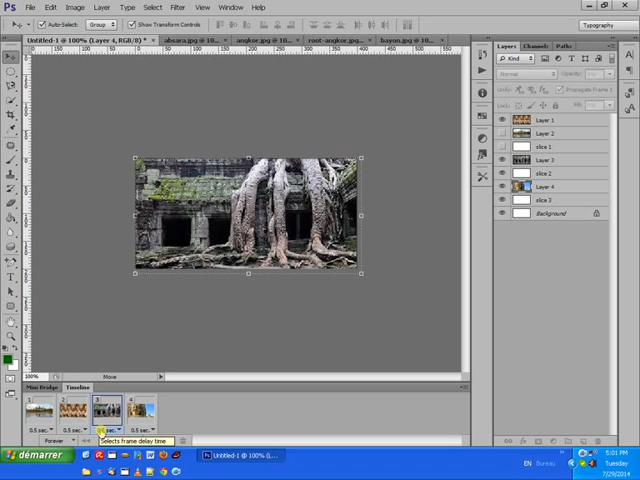 Ps File Edit Image Layer Type Select Filter View Window Help
Auto-Select: Group Show Transform Controls Typography
Untitled-1 @ 100% (Layer 4, RGB/8) * absara.jpg @ 10... angkor.jpg @ 10... root-angkor.jpg... bayon.jpg @ 10...
Layers Channels Paths
Kind
Normal Opacity:
Unify: Propagate Frame 1
Lock: Fill:
Layer 1
Layer 2
slice 1
Layer 3
slice 2
Layer 4
slice 3
Background
100% Move
Mini Bridge Timeline
1 2 3 4
0.5 sec. 0.5 sec. sec. 0.5 sec.
Selects frame delay time
Forever
démarrer Untitled-1 @ 100% (L... EN Bureau 5:01 PM
Tuesday
7/29/2014